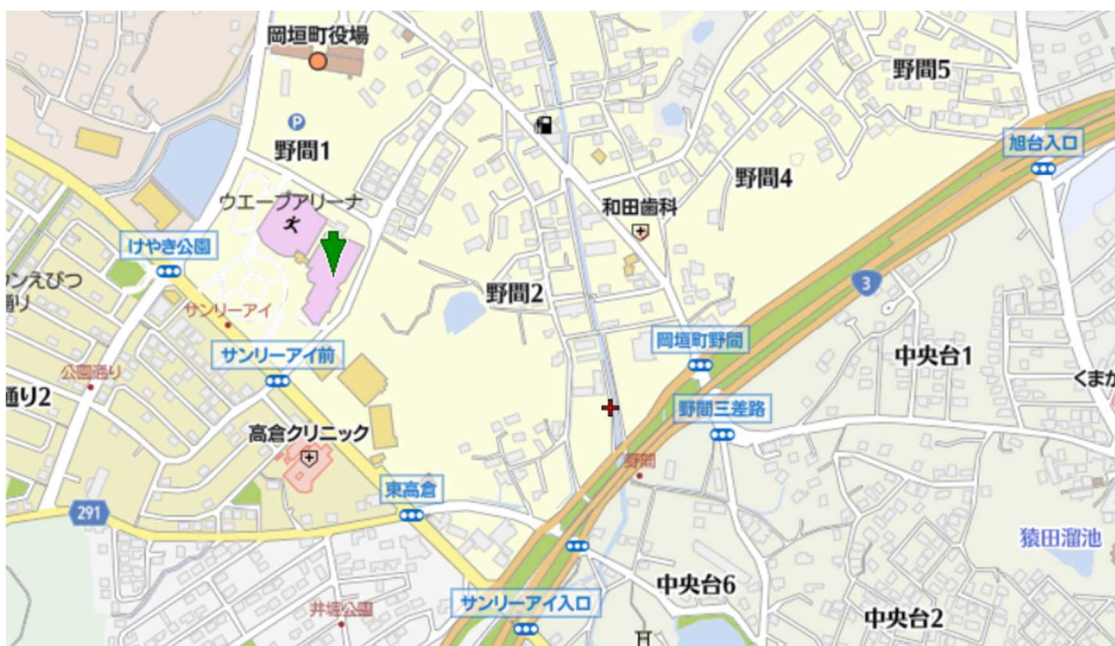 岡垣町役場
野間5
旭台入口
P
野間1
野間4
ウエーブアリーナ
和田歯科
けやき公園
ウンえびつ
通り
3
野間2
サンリーアイ
岡垣町野間
サンリーアイ前
中央台1
公園通り
通り2
くまか
野間三差路
高倉クリニック
野間
東高倉
291
猿田溜池
中央台6
サンリーアイ入口
井堀公園
中央台2